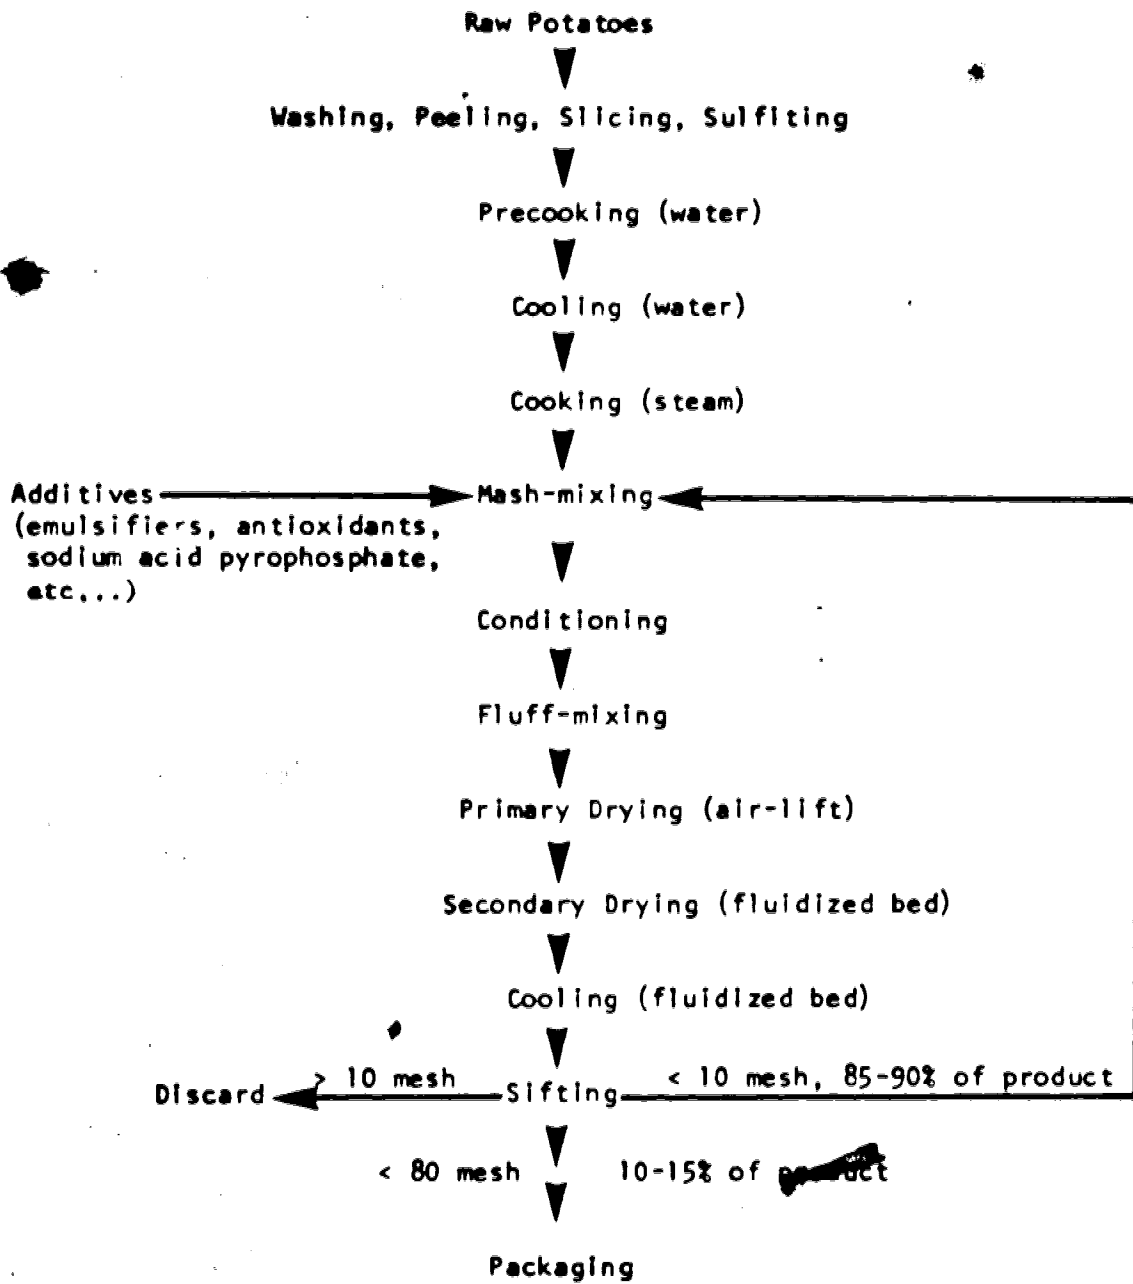 Raw Potatoes
Washing, Peeling, Slicing, Sulfiting
Precooking (water)
Cooling (water)
Cooking (steam)
Additives
(emulsifiers, antioxidants,
sodium acid pyrophosphate,
etc...)
Mash-mixing
Conditioning
Fluff-mixing
Primary Drying (air-lift)
Secondary Drying (fluidized bed)
Cooling (fluidized bed)
Discard
> 10 mesh
Sifting
< 10 mesh, 85-90% of product
< 80 mesh
10-15% of product
Packaging